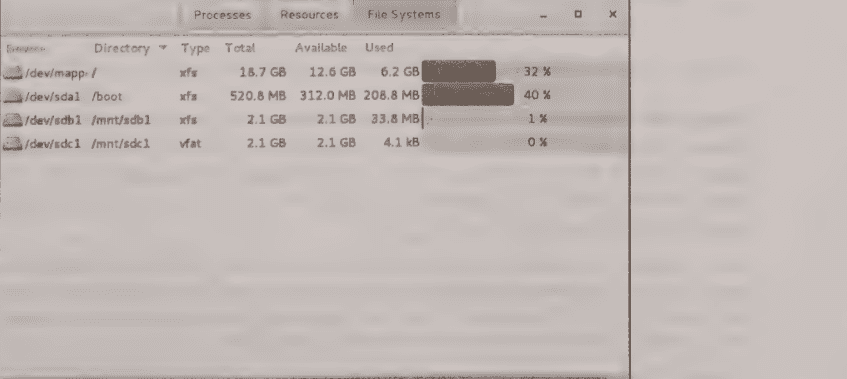 Processes Resources File Systems
Directory Type Total Available Used
/dev/mapp / xfs 18.7 GB 12.6 GB 6.2 GB 32 %
/dev/sda1 /boot xfs 520.8 MB 312.0 MB 208.8 MB 40 %
/dev/sdb1 /mnt/sdb1 xfs 2.1 GB 2.1 GB 33.8 MB 1 %
/dev/sdc1 /mnt/sdc1 vfat 2.1 GB 2.1 GB 4.1 kB 0 %